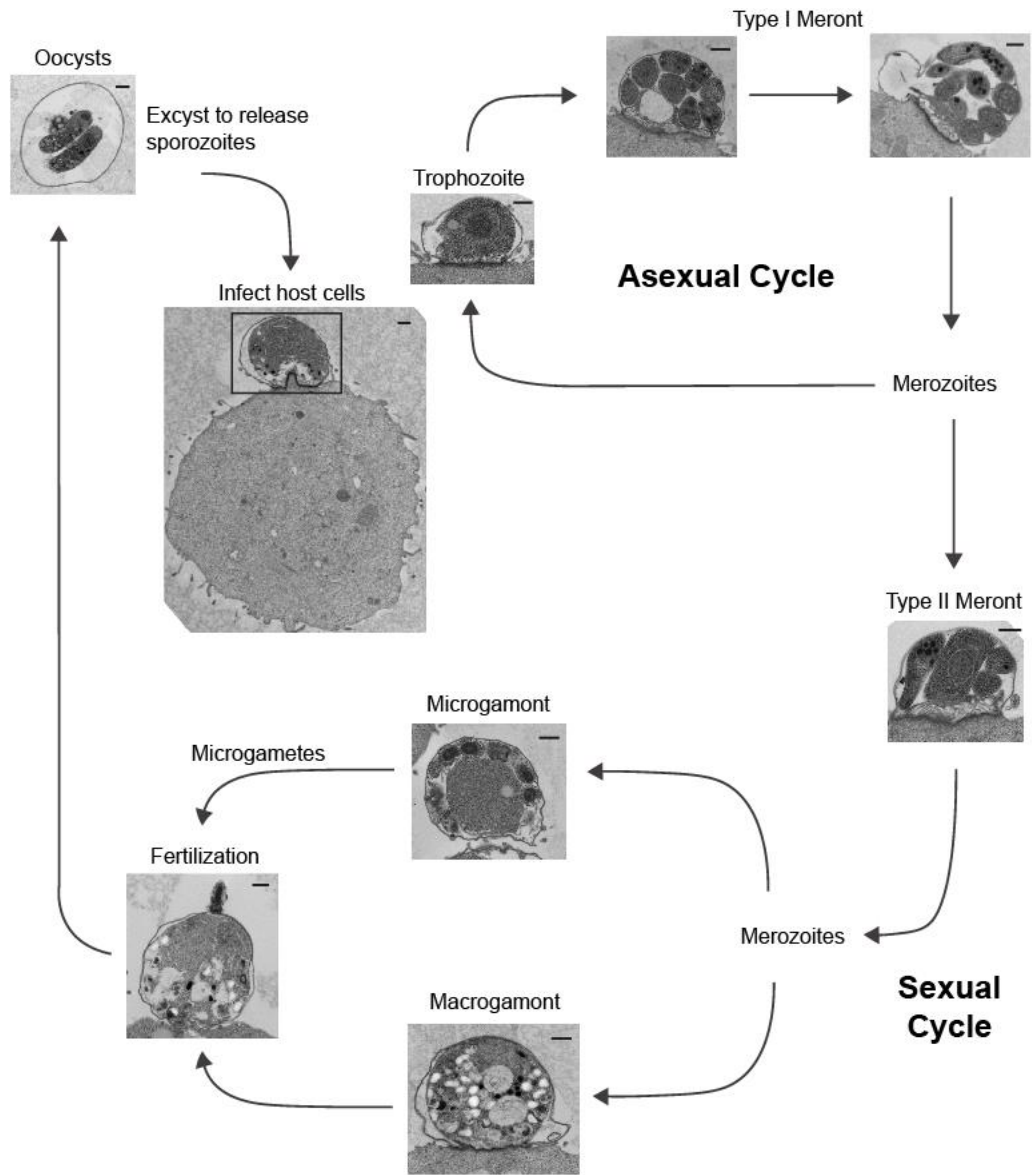 Type I Meront
Oocysts
Excyst to release
sporozoites
Trophozoite
Asexual Cycle
Infect host cells
Merozoites
Type II Meront
Microgamont
Microgametes
Fertilization
Merozoites
Sexual
Cycle
Macrogamont